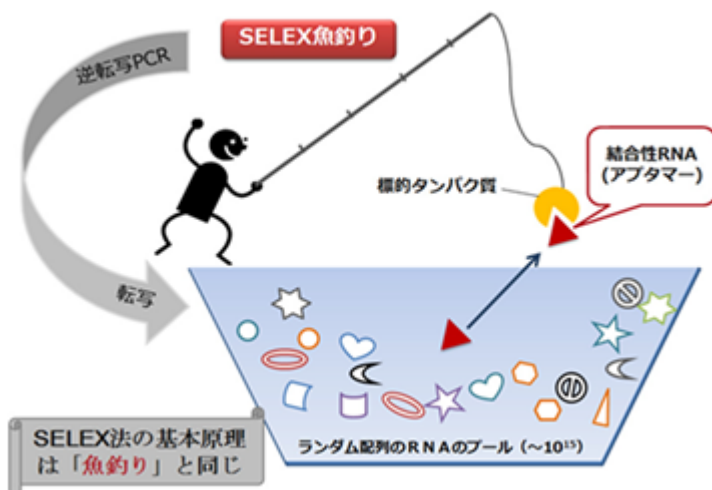 SELEX魚釣り
逆転写PCR
結合性RNA
(アプタマー)
標的タンパク質
転写
SELEX法の基本原理
は「魚釣り」と同じ
ランダム配列のＲＮＡのプール（～10¹⁵）